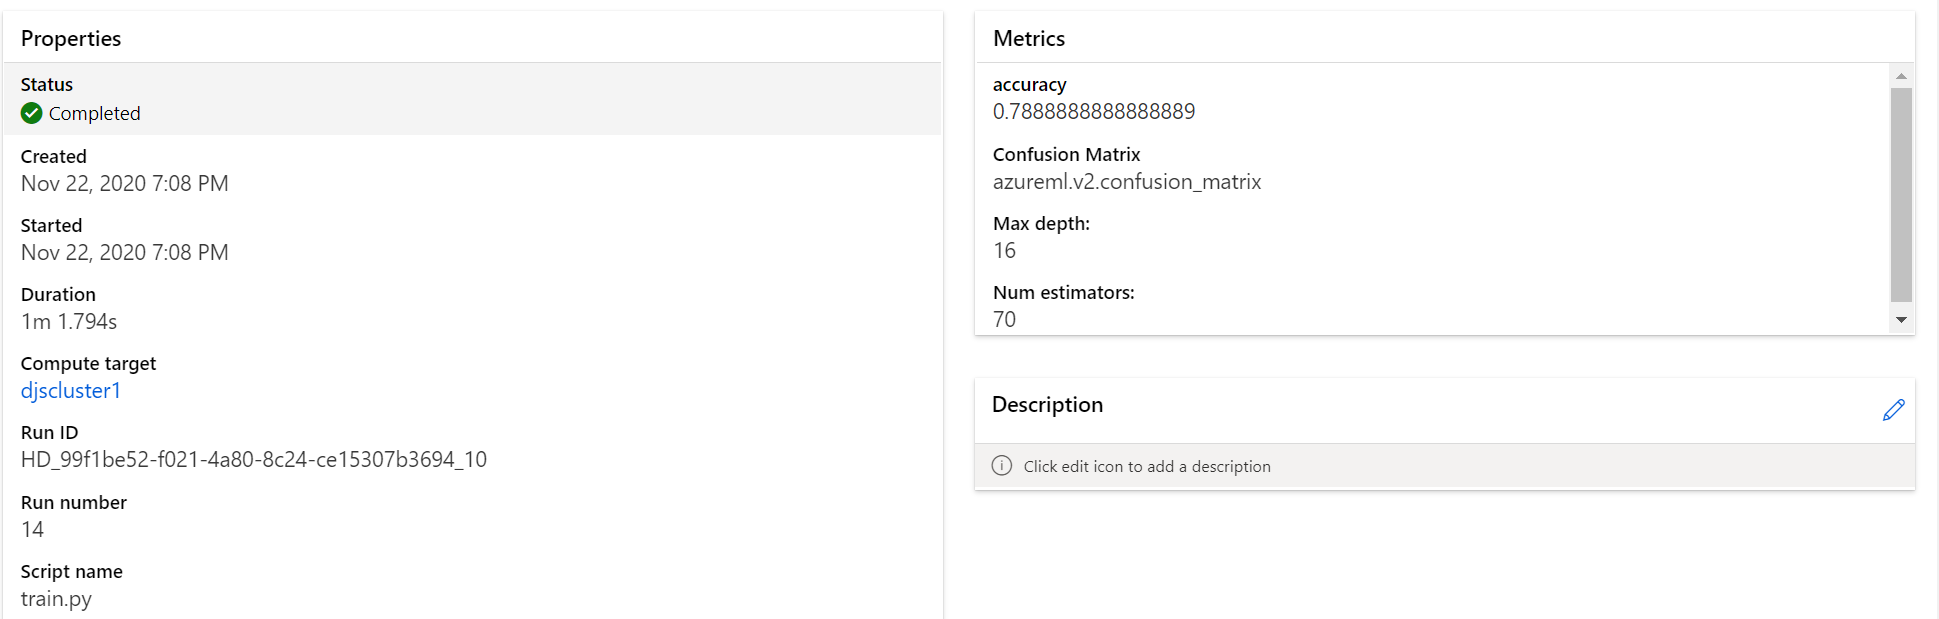 Properties
Status
Completed
Created
Nov 22, 2020 7:08 PM
Started
Nov 22, 2020 7:08 PM
Duration
1m 1.794s
Compute target
djscluster1
Run ID
HD_99f1be52-f021-4a80-8c24-ce15307b3694_10
Run number
14
Script name
train.py
Metrics
accuracy
0.7888888888888889
Confusion Matrix
azureml.v2.confusion_matrix
Max depth:
16
Num estimators:
70
Description
Click edit icon to add a description